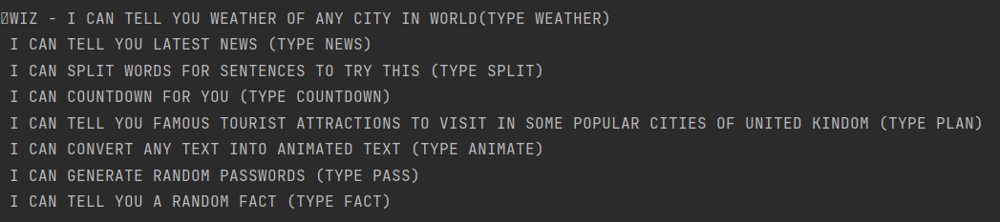 WIZ - I CAN TELL YOU WEATHER OF ANY CITY IN WORLD(TYPE WEATHER)
I CAN TELL YOU LATEST NEWS (TYPE NEWS)
I CAN SPLIT WORDS FOR SENTENCES TO TRY THIS (TYPE SPLIT)
I CAN COUNTDOWN FOR YOU (TYPE COUNTDOWN)
I CAN TELL YOU FAMOUS TOURIST ATTRACTIONS TO VISIT IN SOME POPULAR CITIES OF UNITED KINDOM (TYPE PLAN)
I CAN CONVERT ANY TEXT INTO ANIMATED TEXT (TYPE ANIMATE)
I CAN GENERATE RANDOM PASSWORDS (TYPE PASS)
I CAN TELL YOU A RANDOM FACT (TYPE FACT)